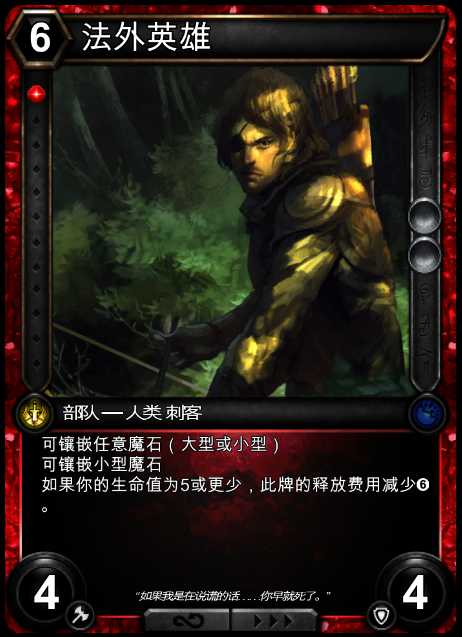 6 法外英雄
部队 — 人类 刺客
可镶嵌任意魔石（大型或小型）
可镶嵌小型魔石
如果你的生命值为5或更少，此牌的释放费用减少❻
。
4
4
“如果我是在说谎的话……你早就死了。”